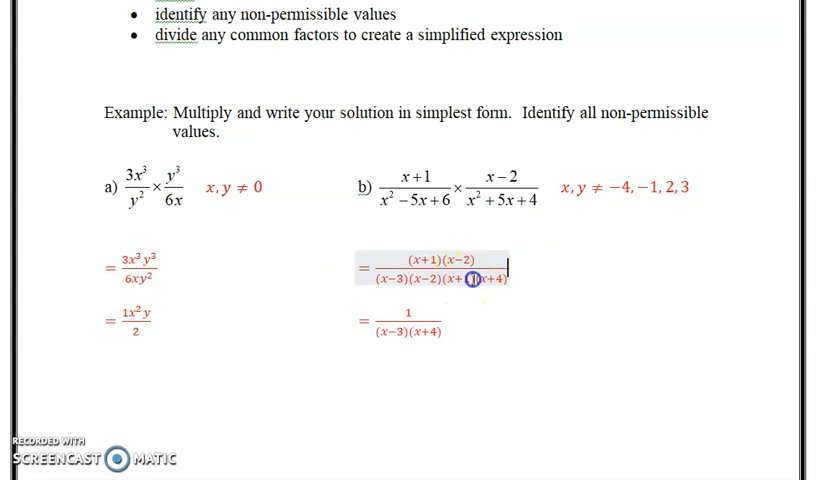 • identify any non-permissible values
• divide any common factors to create a simplified expression
Example: Multiply and write your solution in simplest form. Identify all non-permissible
values.
a) 3x³/y² × y³/6x x, y ≠ 0
b) x+1/x²−5x+6 × x−2/x²+5x+4 x, y ≠ −4, −1, 2, 3
= 3x³y³/6xy²
= (x+1)(x−2)/(x−3)(x−2)(x+1)(x+4)
= 1x²y/2
= 1/(x−3)(x+4)
RECORDED WITH
SCREENCAST MATIC